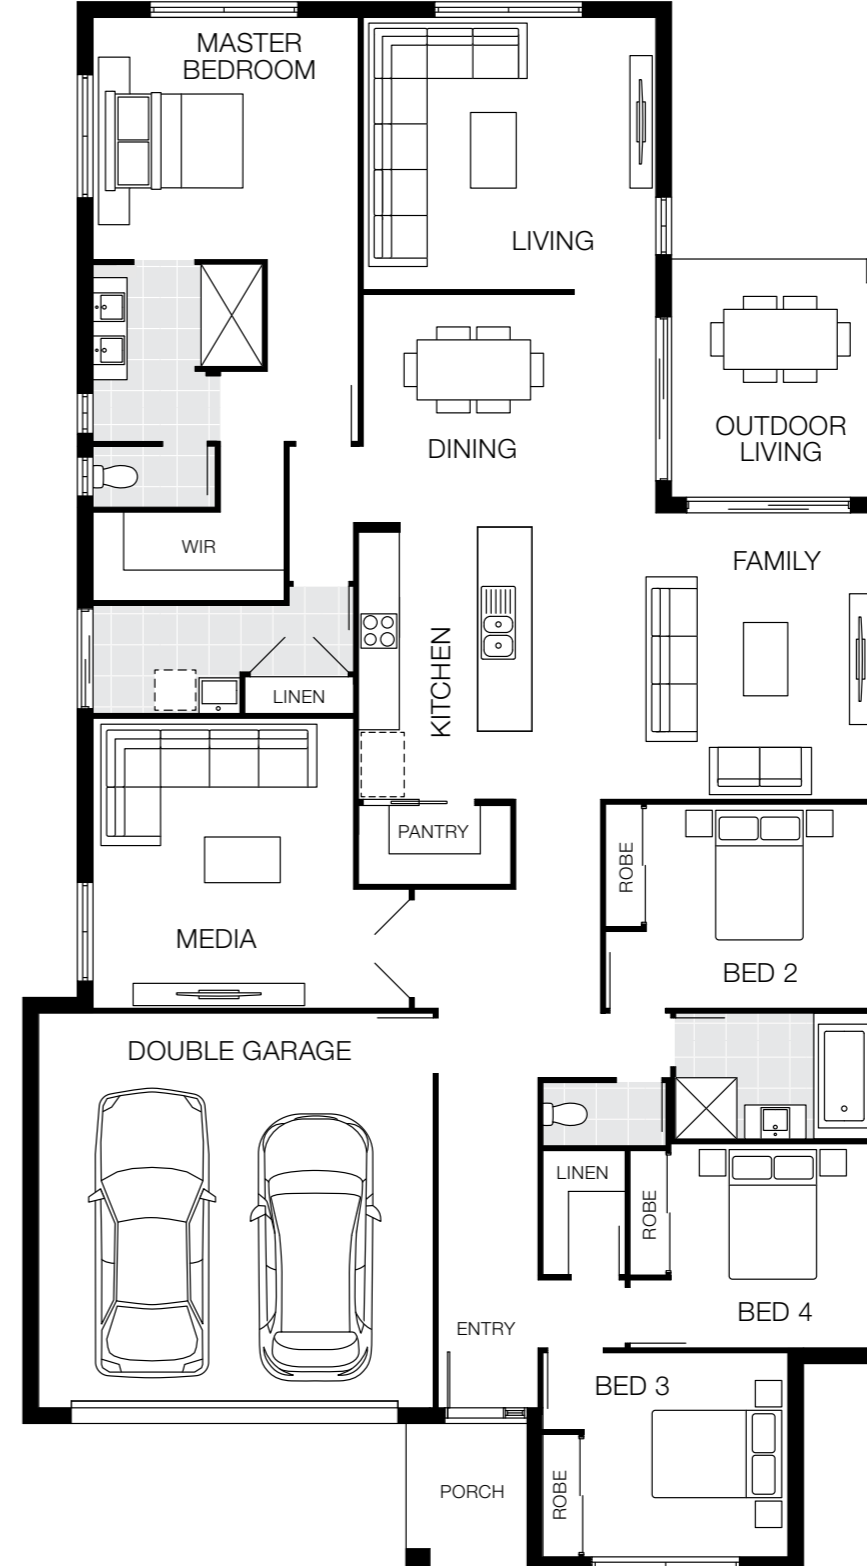 MASTER
BEDROOM
LIVING
OUTDOOR
LIVING
DINING
WIR
FAMILY
KITCHEN
LINEN
PANTRY
ROBE
MEDIA
BED 2
DOUBLE GARAGE
LINEN
ROBE
BED 4
ENTRY
BED 3
PORCH
ROBE